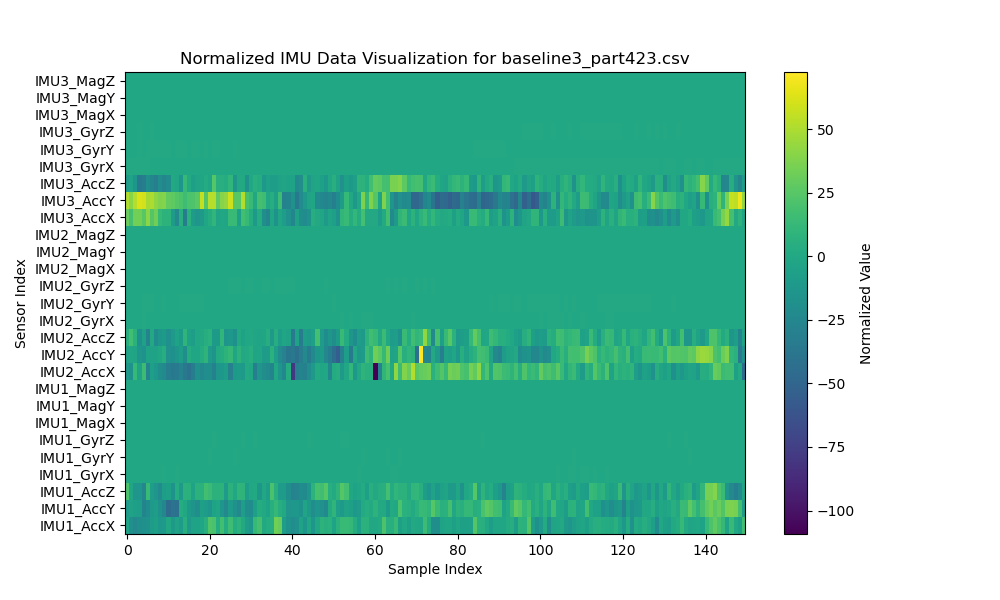 Normalized IMU Data Visualization for baseline3_part423.csv
IMU3_MagZ
IMU3_MagY
IMU3_MagX
IMU3_GyrZ
IMU3_GyrY
IMU3_GyrX
IMU3_AccZ
IMU3_AccY
IMU3_AccX
IMU2_MagZ
IMU2_MagY
IMU2_MagX
IMU2_GyrZ
IMU2_GyrY
IMU2_GyrX
IMU2_AccZ
IMU2_AccY
IMU2_AccX
IMU1_MagZ
IMU1_MagY
IMU1_MagX
IMU1_GyrZ
IMU1_GyrY
IMU1_GyrX
IMU1_AccZ
IMU1_AccY
IMU1_AccX
Sensor Index
0 20 40 60 80 100 120 140
Sample Index
50
25
0
−25
−50
−75
−100
Normalized Value